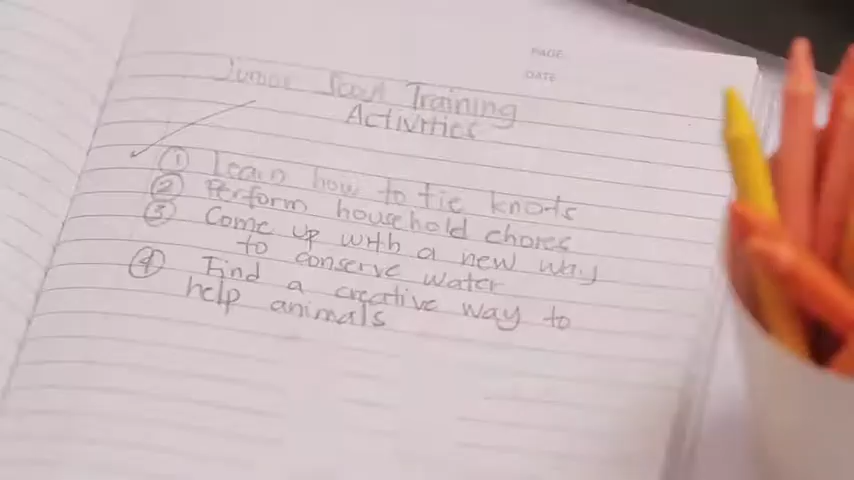 PAGE
DATE
Junior Scout Training
Activities
① Learn how to tie knots
② Perform household chores
③ Come up with a new way
to conserve water
④ Find a creative way to
help animals